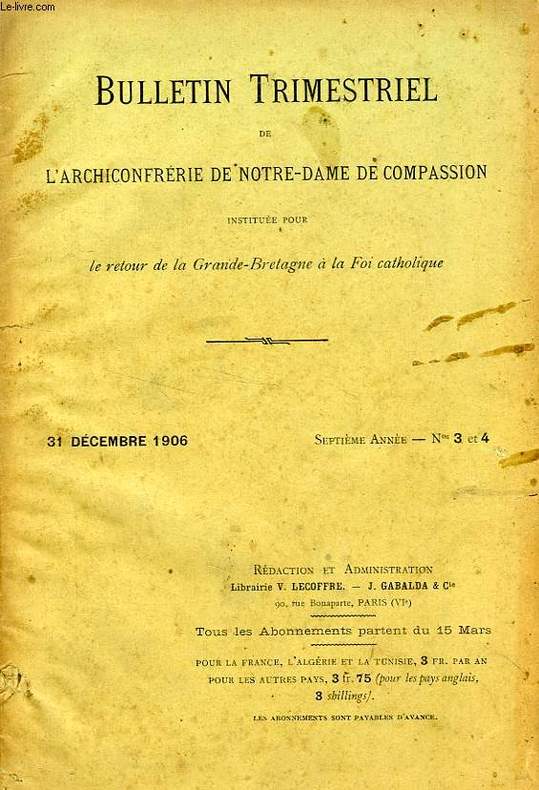 Le-livre.com
BULLETIN TRIMESTRIEL
DE
L'ARCHICONFRÉRIE DE NOTRE-DAME DE COMPASSION
INSTITUÉE POUR
le retour de la Grande-Bretagne à la Foi catholique
31 DÉCEMBRE 1906
SEPTIÈME ANNÉE — Nos 3 et 4
RÉDACTION ET ADMINISTRATION
Librairie V. LECOFFRE. — J. GABALDA & Cie
90, rue Bonaparte, PARIS (VIe)
Tous les Abonnements partent du 15 Mars
POUR LA FRANCE, L'ALGÉRIE ET LA TUNISIE, 3 FR. PAR AN
POUR LES AUTRES PAYS, 3 fr. 75 (pour les pays anglais,
3 shillings).
LES ABONNEMENTS SONT PAYABLES D'AVANCE.